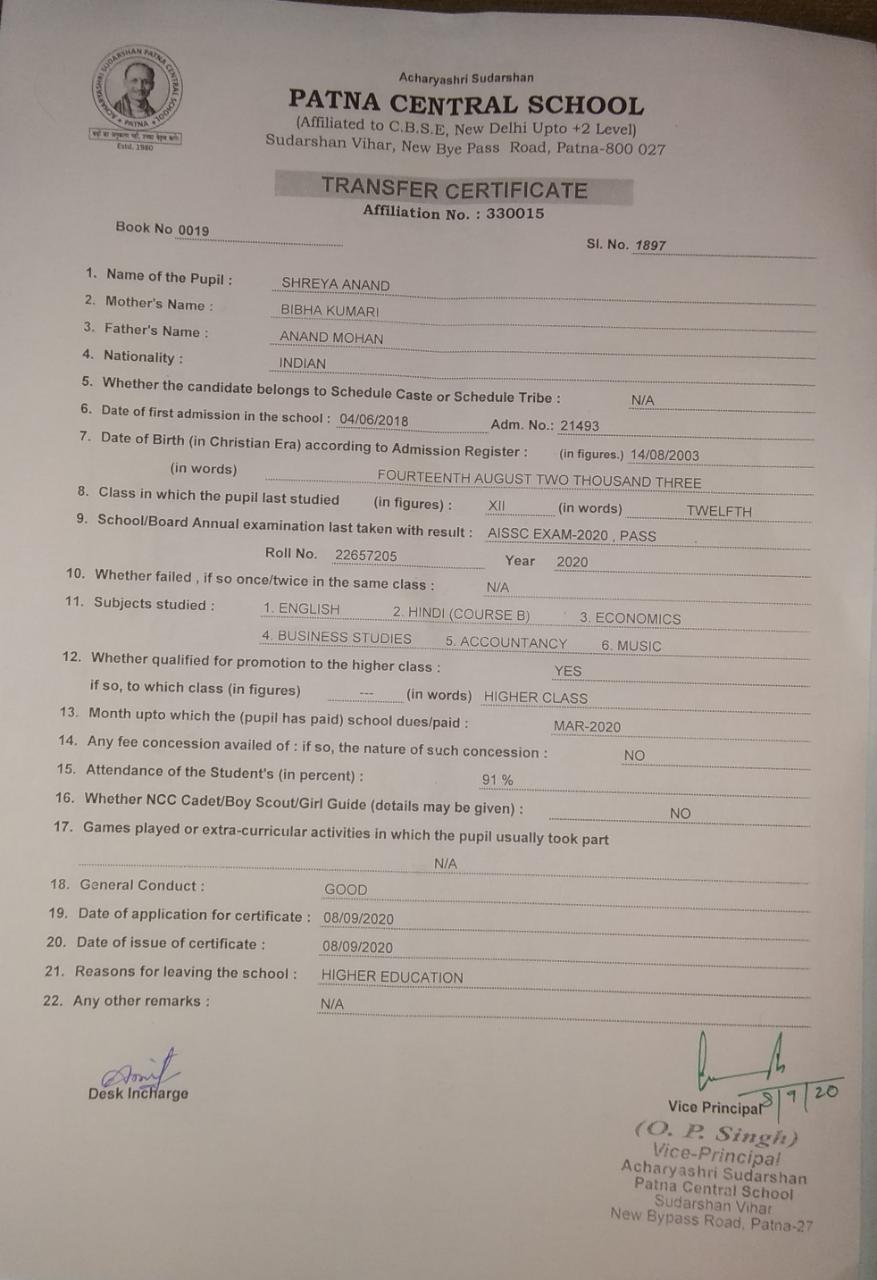 ACHARYASHRI SUDARSHAN PATNA CENTRAL SCHOOL
PATNA
Estd. 1980
Acharyashri Sudarshan
PATNA CENTRAL SCHOOL
(Affiliated to C.B.S.E, New Delhi Upto +2 Level)
Sudarshan Vihar, New Bye Pass Road, Patna-800 027
TRANSFER CERTIFICATE
Affiliation No. : 330015
Book No 0019 Sl. No. 1897
1. Name of the Pupil : SHREYA ANAND
2. Mother's Name : BIBHA KUMARI
3. Father's Name : ANAND MOHAN
4. Nationality : INDIAN
5. Whether the candidate belongs to Schedule Caste or Schedule Tribe : N/A
6. Date of first admission in the school : 04/06/2018 Adm. No.: 21493
7. Date of Birth (in Christian Era) according to Admission Register : (in figures.) 14/08/2003
(in words) FOURTEENTH AUGUST TWO THOUSAND THREE
8. Class in which the pupil last studied (in figures) : XII (in words) TWELFTH
9. School/Board Annual examination last taken with result : AISSC EXAM-2020 , PASS
Roll No. 22657205 Year 2020
10. Whether failed , if so once/twice in the same class : N/A
11. Subjects studied : 1. ENGLISH 2. HINDI (COURSE B) 3. ECONOMICS
4. BUSINESS STUDIES 5. ACCOUNTANCY 6. MUSIC
12. Whether qualified for promotion to the higher class : YES
if so, to which class (in figures) --- (in words) HIGHER CLASS
13. Month upto which the (pupil has paid) school dues/paid : MAR-2020
14. Any fee concession availed of : if so, the nature of such concession : NO
15. Attendance of the Student's (in percent) : 91 %
16. Whether NCC Cadet/Boy Scout/Girl Guide (details may be given) : NO
17. Games played or extra-curricular activities in which the pupil usually took part
N/A
18. General Conduct : GOOD
19. Date of application for certificate : 08/09/2020
20. Date of issue of certificate : 08/09/2020
21. Reasons for leaving the school : HIGHER EDUCATION
22. Any other remarks : N/A
Desk Incharge
Vice Principal 8/9/20
(O. P. Singh)
Vice-Principal
Acharyashri Sudarshan
Patna Central School
Sudarshan Vihar
New Bypass Road, Patna-27